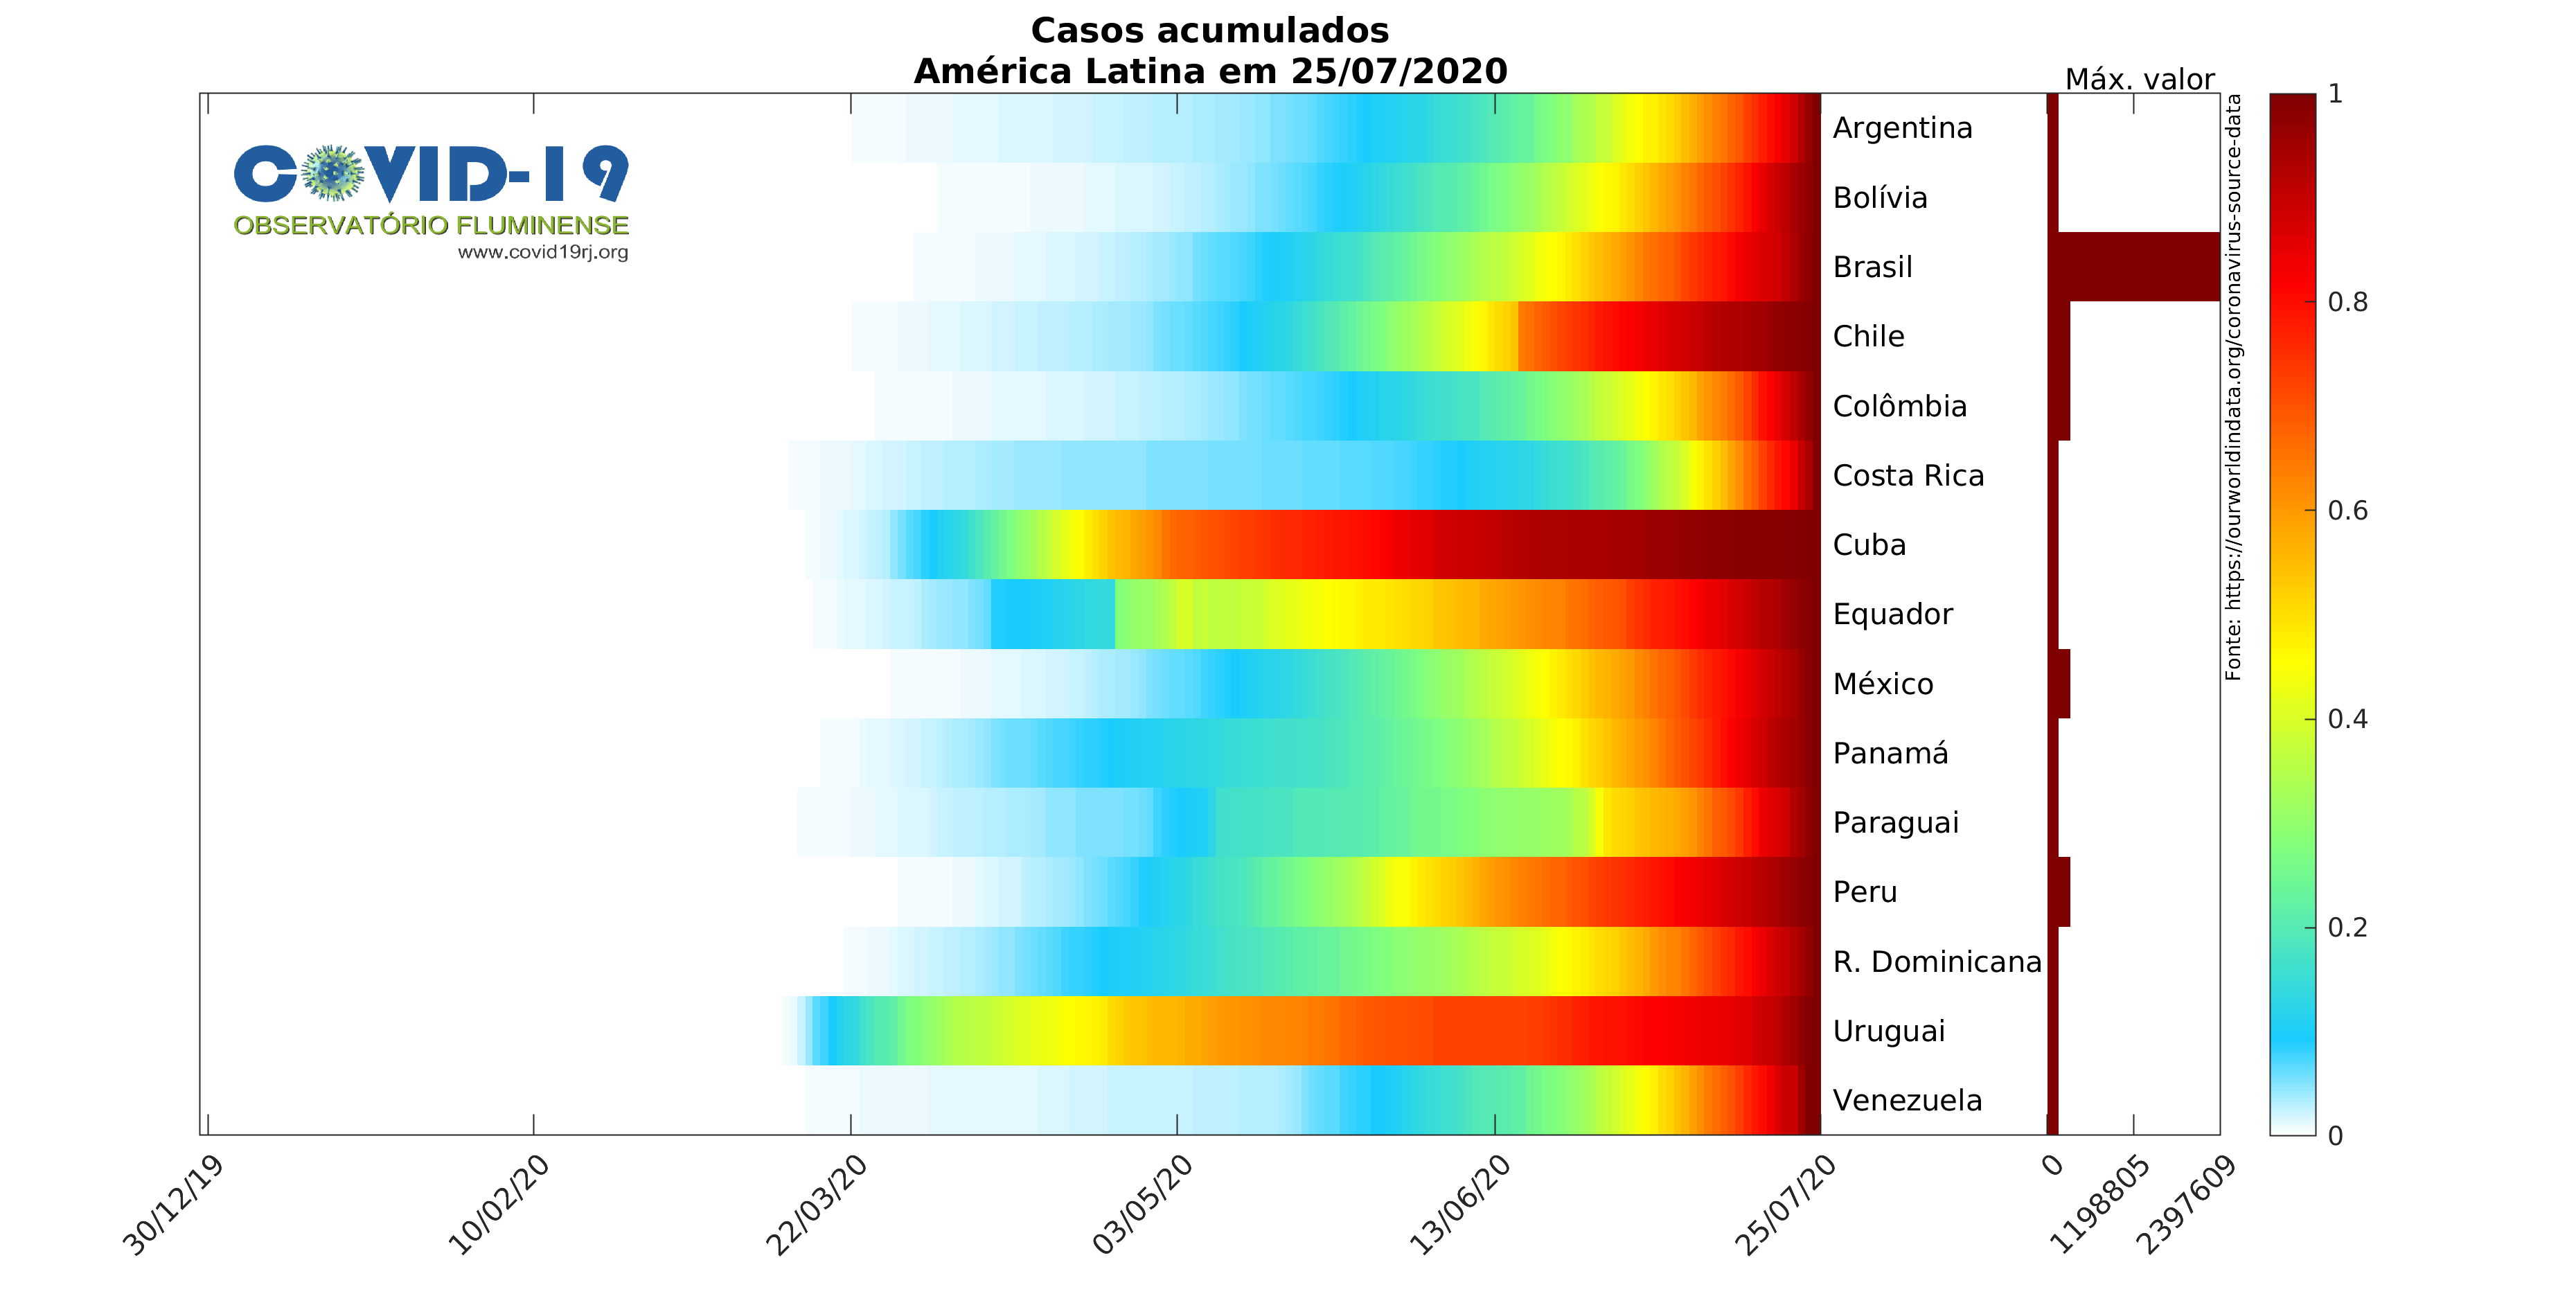 Casos acumulados
América Latina em 25/07/2020
Máx. valor
COVID-19
OBSERVATÓRIO FLUMINENSE
www.covid19rj.org
Argentina
Bolívia
Brasil
Chile
Colômbia
Costa Rica
Cuba
Equador
México
Panamá
Paraguai
Peru
R. Dominicana
Uruguai
Venezuela
Fonte: https://ourworldindata.org/coronavirus-source-data
1
0.8
0.6
0.4
0.2
0
30/12/19
10/02/20
22/03/20
03/05/20
13/06/20
25/07/20
0
1198805
2397609